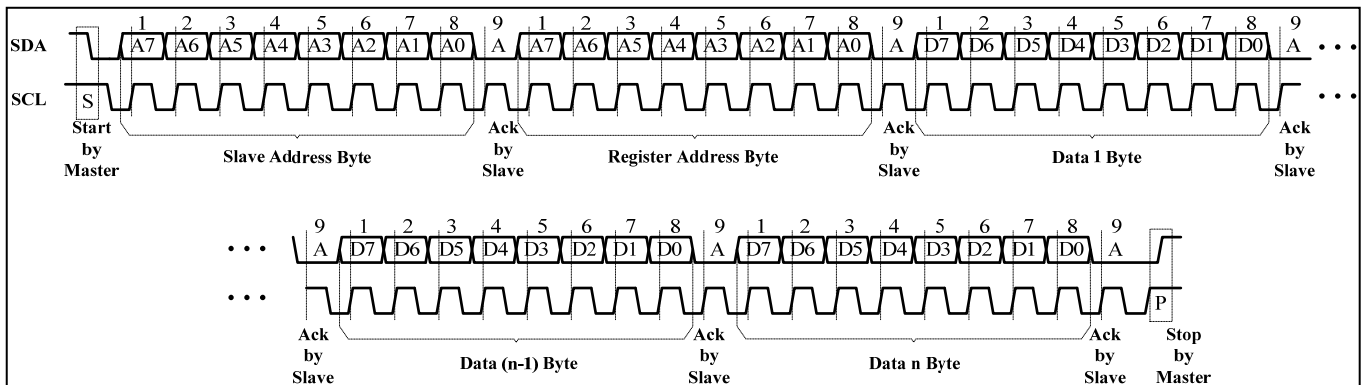 1 2 3 4 5 6 7 8 9 1 2 3 4 5 6 7 8 9 1 2 3 4 5 6 7 8 9
SDA A7 A6 A5 A4 A3 A2 A1 A0 A A7 A6 A5 A4 A3 A2 A1 A0 A D7 D6 D5 D4 D3 D2 D1 D0 A • • •
SCL S • • •
Start by Master
Slave Address Byte
Ack by Slave
Register Address Byte
Ack by Slave
Data 1 Byte
Ack by Slave
9 1 2 3 4 5 6 7 8 9 1 2 3 4 5 6 7 8 9
• • • A D7 D6 D5 D4 D3 D2 D1 D0 A D7 D6 D5 D4 D3 D2 D1 D0 A
• • • P
Ack by Slave
Data (n-1) Byte
Ack by Slave
Data n Byte
Ack by Slave
Stop by Master